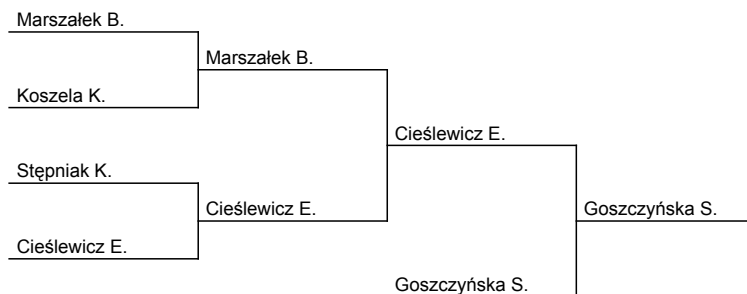 Marszałek B.
Marszałek B.
Koszela K.
Cieślewicz E.
Stępniak K.
Cieślewicz E.
Goszczyńska S.
Cieślewicz E.
Goszczyńska S.